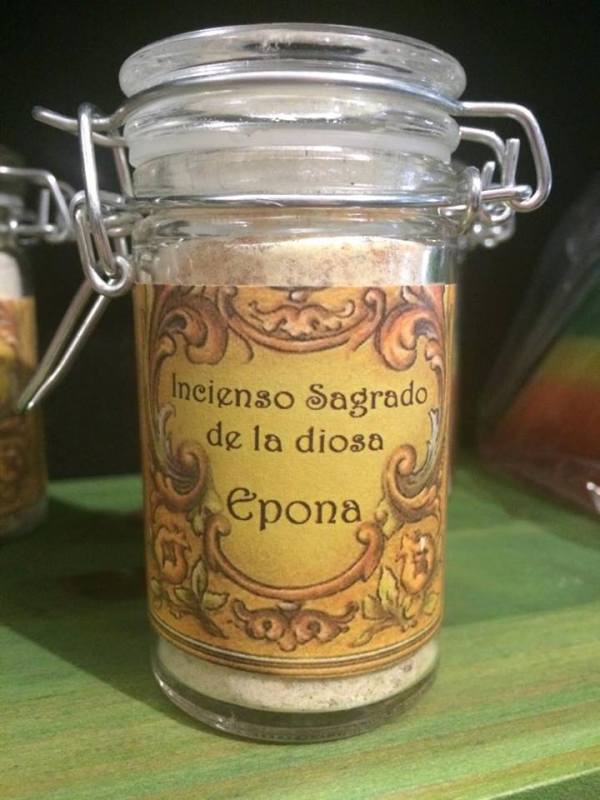 Incienso Sagrado
de la diosa
Epona